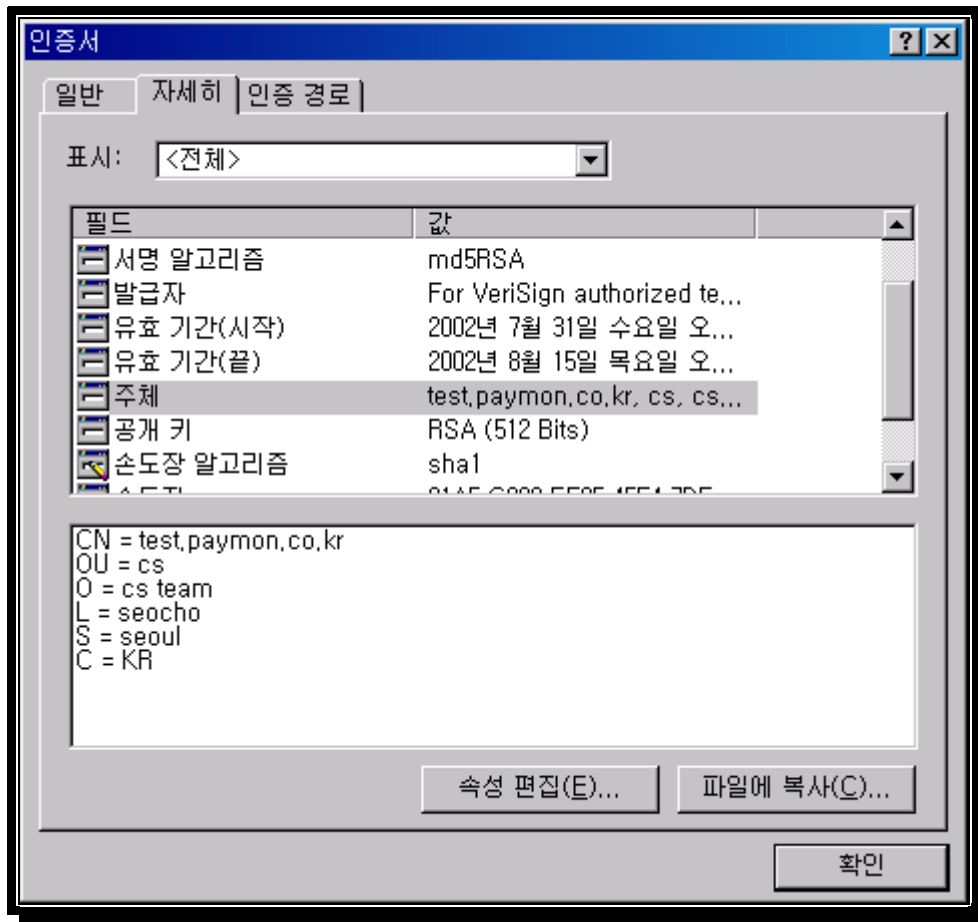 인증서
일반 자세히 인증 경로
표시: <전체>
필드 값
서명 알고리즘 md5RSA
발급자 For VeriSign authorized te...
유효 기간(시작) 2002년 7월 31일 수요일 오...
유효 기간(끝) 2002년 8월 15일 목요일 오...
주체 test.paymon.co.kr, cs, cs...
공개 키 RSA (512 Bits)
손도장 알고리즘 sha1
CN = test.paymon.co.kr
OU = cs
O = cs team
L = seocho
S = seoul
C = KR
속성 편집(E)... 파일에 복사(C)...
확인